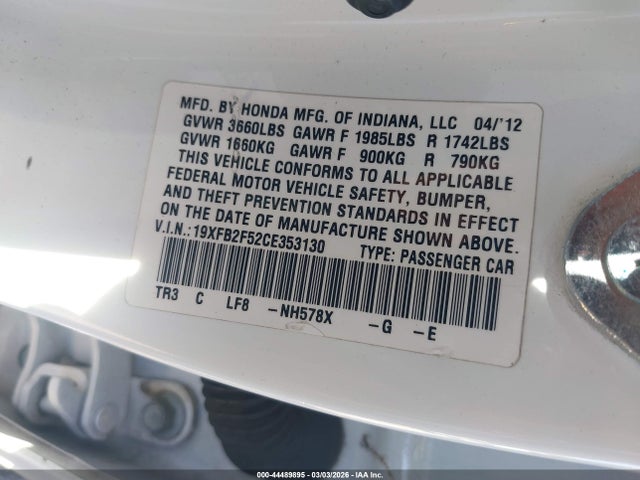 MFD. BY HONDA MFG. OF INDIANA, LLC 04/'12
GVWR 3660LBS GAWR F 1985LBS R 1742LBS
GVWR 1660KG GAWR F 900KG R 790KG
THIS VEHICLE CONFORMS TO ALL APPLICABLE
FEDERAL MOTOR VEHICLE SAFETY, BUMPER,
AND THEFT PREVENTION STANDARDS IN EFFECT
ON THE DATE OF MANUFACTURE SHOWN ABOVE.
V.I.N.:19XFB2F52CE353130 TYPE: PASSENGER CAR
TR3 C LF8 -NH578X -G -E
000-44489895 - 03/03/2026 - IAA Inc.